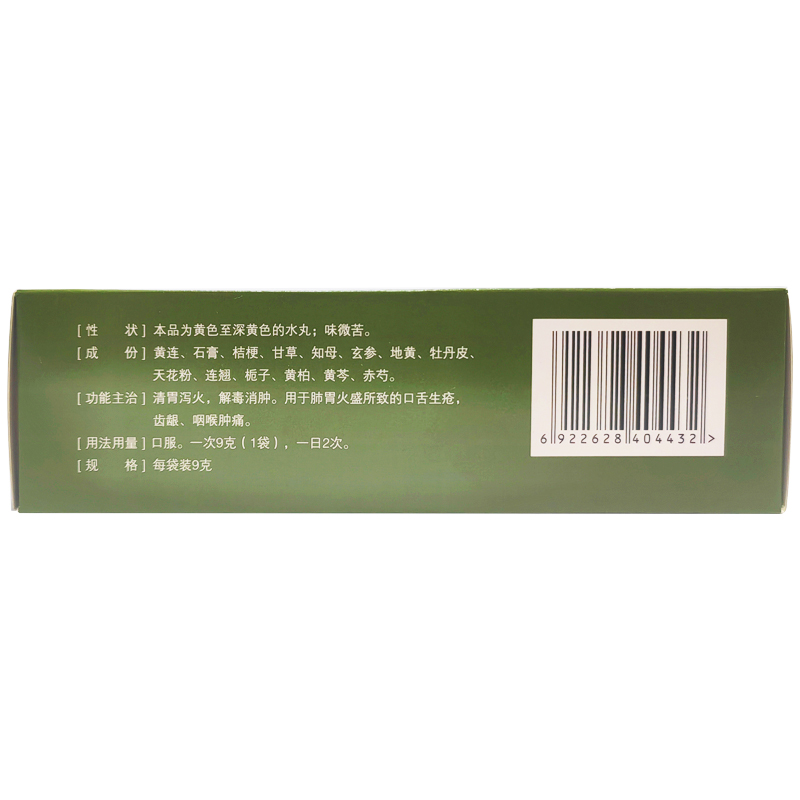 [性 状] 本品为黄色至深黄色的水丸；味微苦。
[成 份] 黄连、石膏、桔梗、甘草、知母、玄参、地黄、牡丹皮、
天花粉、连翘、栀子、黄柏、黄芩、赤芍。
[功能主治] 清胃泻火，解毒消肿。用于肺胃火盛所致的口舌生疮，
齿龈、咽喉肿痛。
[用法用量] 口服。一次9克（1袋），一日2次。
[规 格] 每袋装9克
6 922628 404432 >